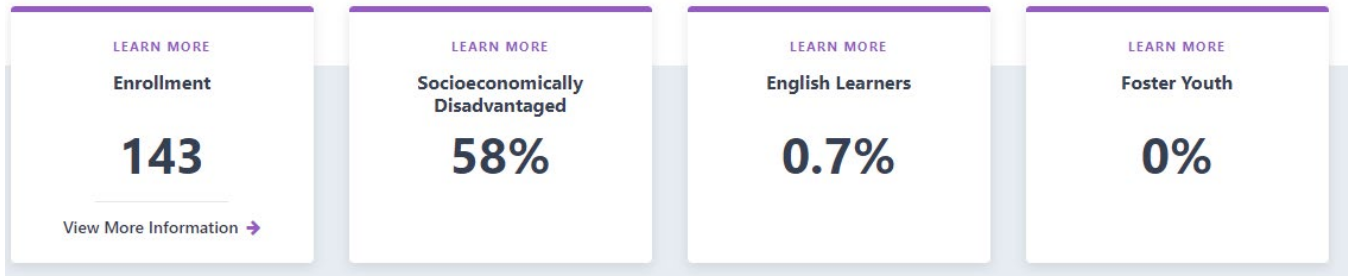 LEARN MORE
Enrollment
143
View More Information
LEARN MORE
Socioeconomically
Disadvantaged
58%
LEARN MORE
English Learners
0.7%
LEARN MORE
Foster Youth
0%